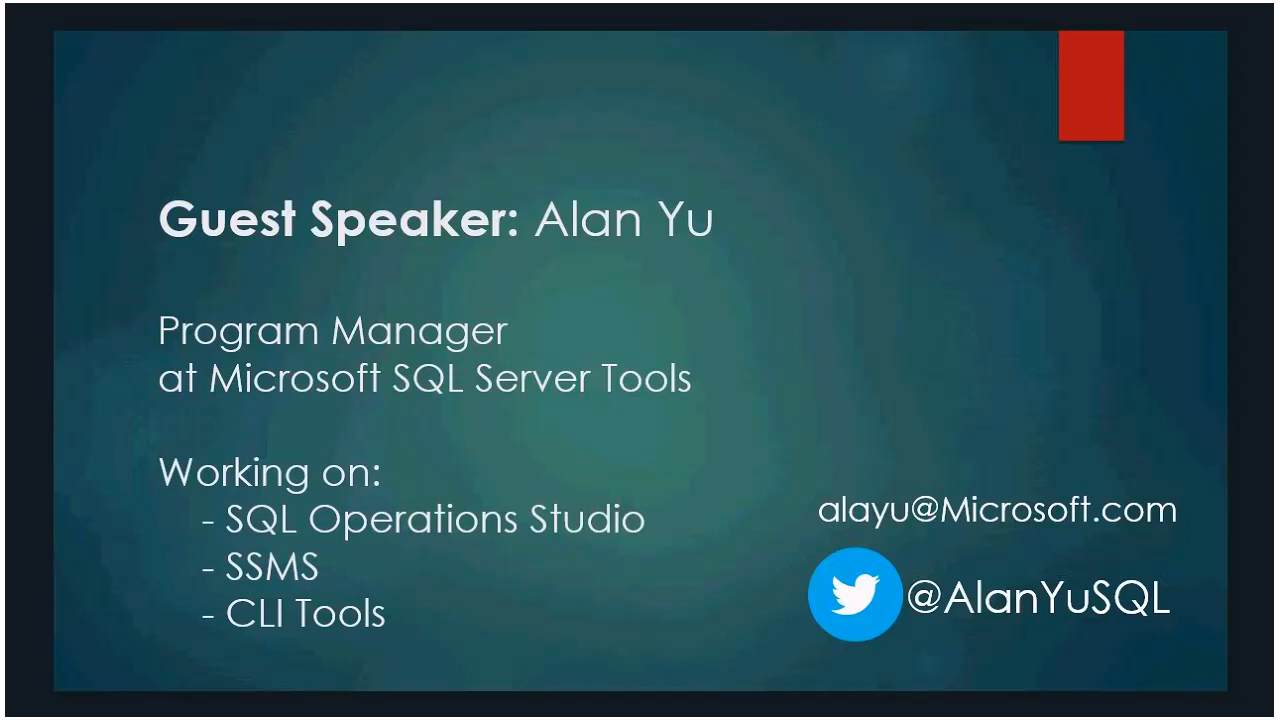 Guest Speaker: Alan Yu
Program Manager
at Microsoft SQL Server Tools
Working on:
- SQL Operations Studio
- SSMS
- CLI Tools
alayu@Microsoft.com
@AlanYuSQL